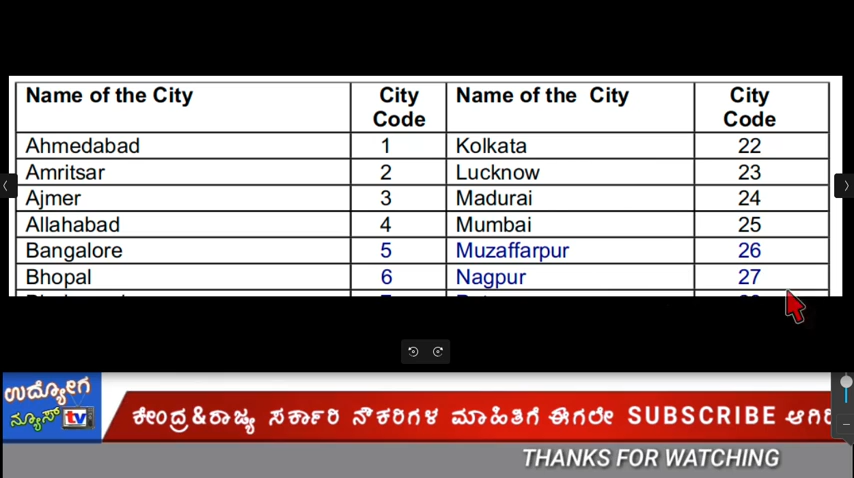 Name of the City City Code Name of the City City Code
Ahmedabad 1 Kolkata 22
Amritsar 2 Lucknow 23
Ajmer 3 Madurai 24
Allahabad 4 Mumbai 25
Bangalore 5 Muzaffarpur 26
Bhopal 6 Nagpur 27
ಉದ್ಯೋಗ
ನ್ಯೂಸ್ tv
ಕೇಂದ್ರ&ರಾಜ್ಯ ಸರ್ಕಾರಿ ನೌಕರಿಗಳ ಮಾಹಿತಿಗೆ ಈಗಲೇ SUBSCRIBE
THANKS FOR WATCHING